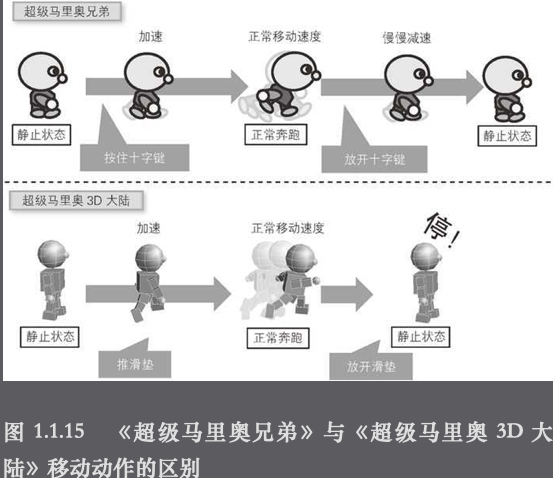 超级马里奥兄弟
加速
正常移动速度
慢慢减速
静止状态
正常奔跑
静止状态
按住十字键
放开十字键
超级马里奥 3D 大陆
加速
正常移动速度
停!
静止状态
正常奔跑
静止状态
推滑垫
放开滑垫
图 1.1.15 《超级马里奥兄弟》与《超级马里奥 3D 大
陆》移动动作的区别